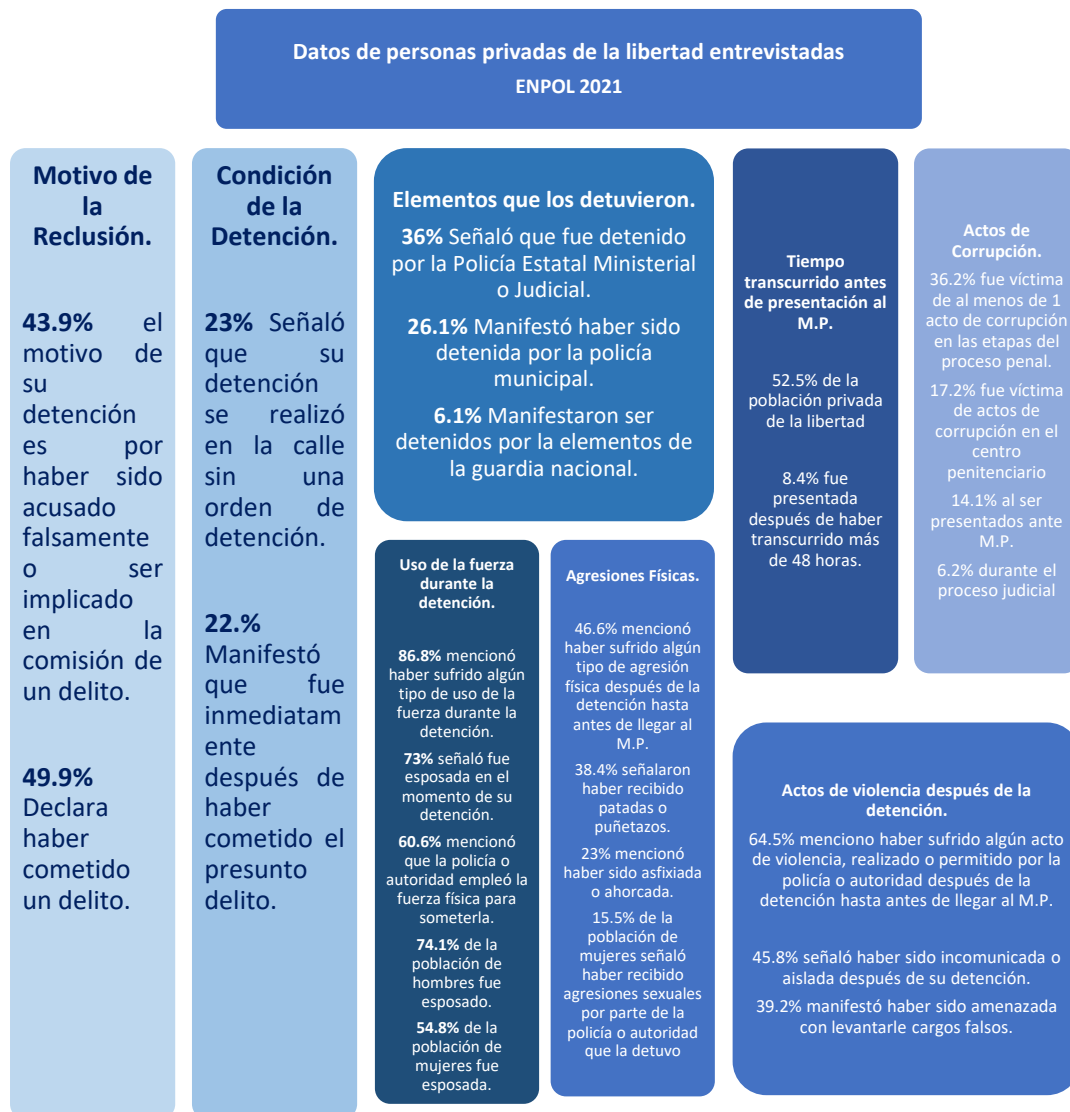 Datos de personas privadas de la libertad entrevistadas
ENPOL 2021
Motivo de
la
Reclusión.
43.9% el
motivo de
su
detención
es por
haber sido
acusado
falsamente
o ser
implicado
en la
comisión de
un delito.
49.9%
Declara
haber
cometido
un delito.
Condición
de la
Detención.
23% Señaló
que su
detención
se realizó
en la calle
sin una
orden de
detención.
22.%
Manifestó
que fue
inmediatam
ente
después de
haber
cometido el
presunto
delito.
Elementos que los detuvieron.
36% Señaló que fue detenido
por la Policía Estatal Ministerial
o Judicial.
26.1% Manifestó haber sido
detenida por la policía
municipal.
6.1% Manifestaron ser
detenidos por la elementos de
la guardia nacional.
Uso de la fuerza
durante la
detención.
86.8% mencionó
haber sufrido algún
tipo de uso de la
fuerza durante la
detención.
73% señaló fue
esposada en el
momento de su
detención.
60.6% mencionó
que la policía o
autoridad empleó la
fuerza física para
someterla.
74.1% de la
población de
hombres fue
esposado.
54.8% de la
población de
mujeres fue
esposada.
Agresiones Físicas.
46.6% mencionó
haber sufrido algún
tipo de agresión
física después de la
detención hasta
antes de llegar al
M.P.
38.4% señalaron
haber recibido
patadas o
puñetazos.
23% mencionó
haber sido asfixiada
o ahorcada.
15.5% de la
población de
mujeres señaló
haber recibido
agresiones sexuales
por parte de la
policía o autoridad
que la detuvo
Tiempo
transcurrido antes
de presentación al
M.P.
52.5% de la
población privada
de la libertad
8.4% fue
presentada
después de haber
transcurrido más
de 48 horas.
Actos de
Corrupción.
36.2% fue víctima
de al menos de 1
acto de corrupción
en las etapas del
proceso penal.
17.2% fue víctima
de actos de
corrupción en el
centro
penitenciario
14.1% al ser
presentados ante
M.P.
6.2% durante el
proceso judicial
Actos de violencia después de la
detención.
64.5% menciono haber sufrido algún acto
de violencia, realizado o permitido por la
policía o autoridad después de la
detención hasta antes de llegar al M.P.
45.8% señaló haber sido incomunicada o
aislada después de su detención.
39.2% manifestó haber sido amenazada
con levantarle cargos falsos.